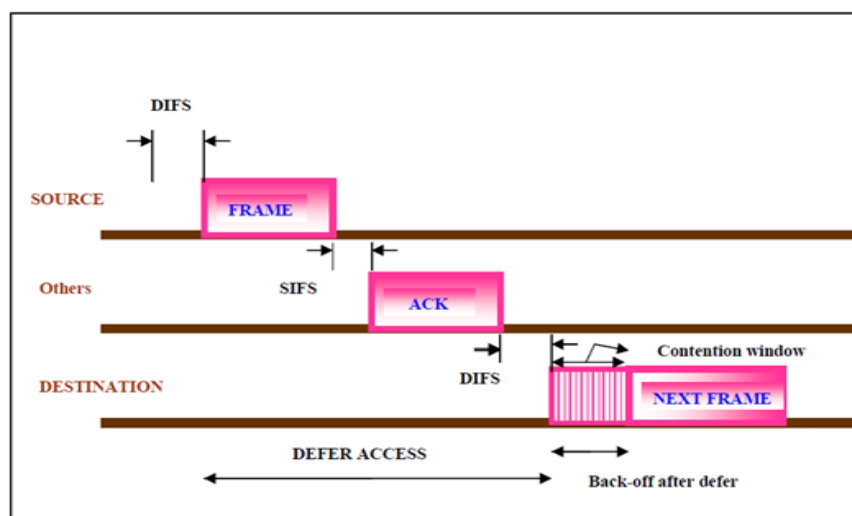 DIFS
SOURCE
FRAME
Others
SIFS
ACK
Contention window
DIFS
DESTINATION
NEXT FRAME
DEFER ACCESS
Back-off after defer